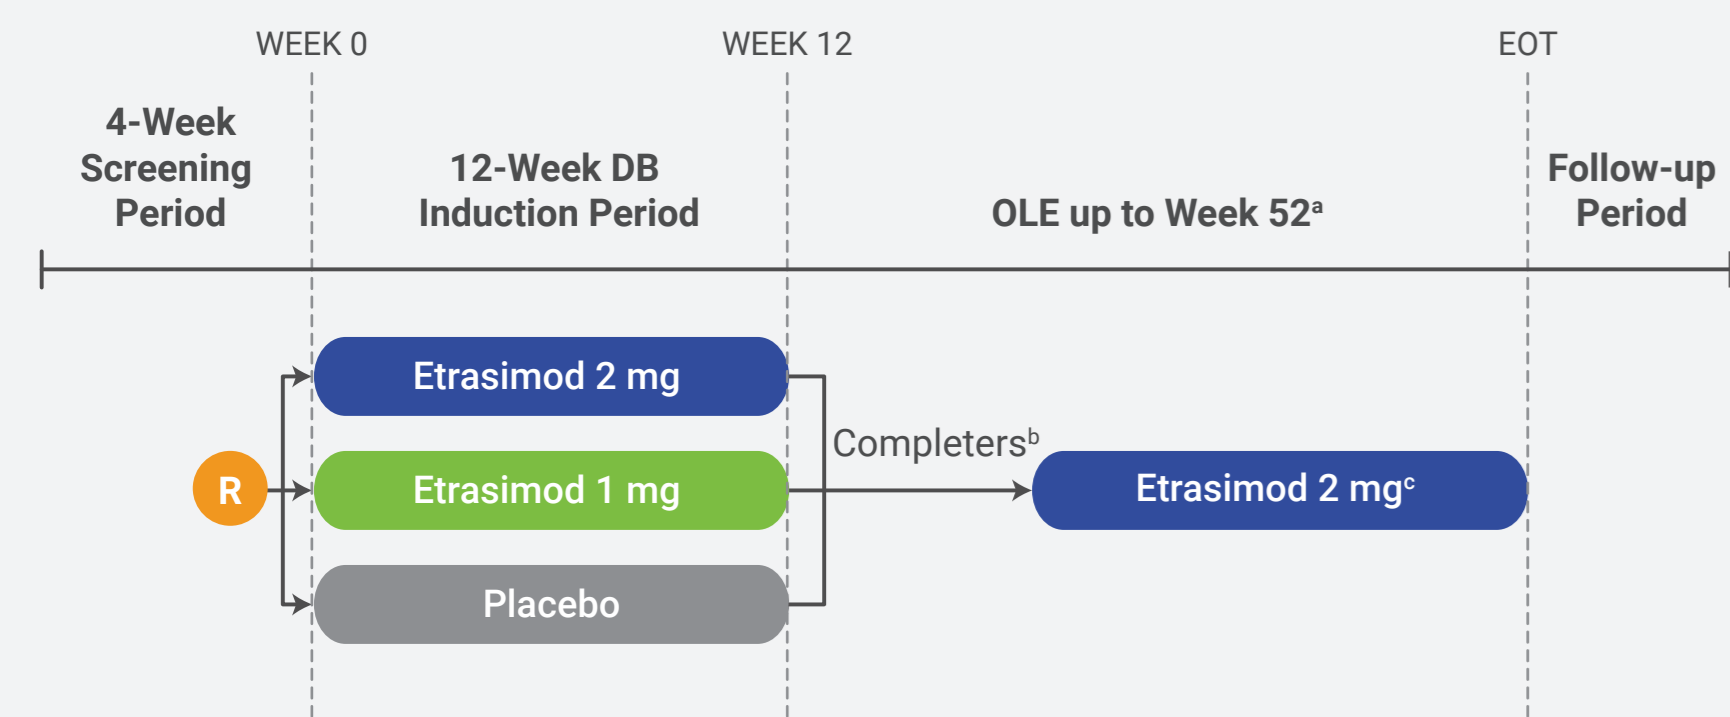 WEEK 0
WEEK 12
EOT
4-Week
Screening
Period
12-Week DB
Induction Period
OLE up to Week 52ᵃ
Follow-up
Period
Etrasimod 2 mg
Completersᵇ
R
Etrasimod 1 mg
Etrasimod 2 mgᶜ
Placebo